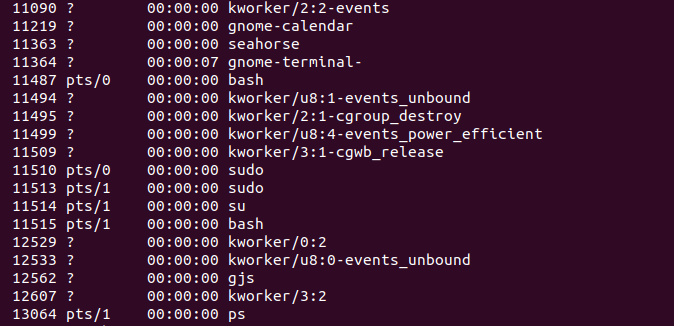 11090 ?        00:00:00 kworker/2:2-events
11219 ?        00:00:00 gnome-calendar
11363 ?        00:00:00 seahorse
11364 ?        00:00:07 gnome-terminal-
11487 pts/0    00:00:00 bash
11494 ?        00:00:00 kworker/u8:1-events_unbound
11495 ?        00:00:00 kworker/2:1-cgroup_destroy
11499 ?        00:00:00 kworker/u8:4-events_power_efficient
11509 ?        00:00:00 kworker/3:1-cgwb_release
11510 pts/0    00:00:00 sudo
11513 pts/1    00:00:00 sudo
11514 pts/1    00:00:00 su
11515 pts/1    00:00:00 bash
12529 ?        00:00:00 kworker/0:2
12533 ?        00:00:00 kworker/u8:0-events_unbound
12562 ?        00:00:00 gjs
12607 ?        00:00:00 kworker/3:2
13064 pts/1    00:00:00 ps